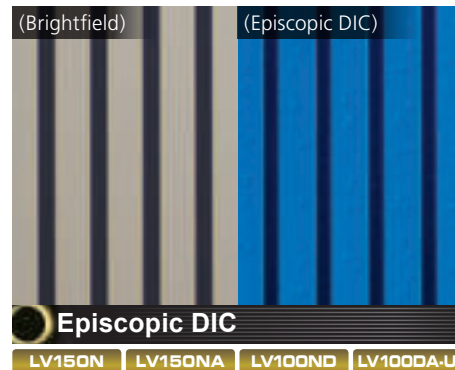 (Brightfield) (Episcopic DIC)
Episcopic DIC
LV150N LV150NA LV100ND LV100DA-U